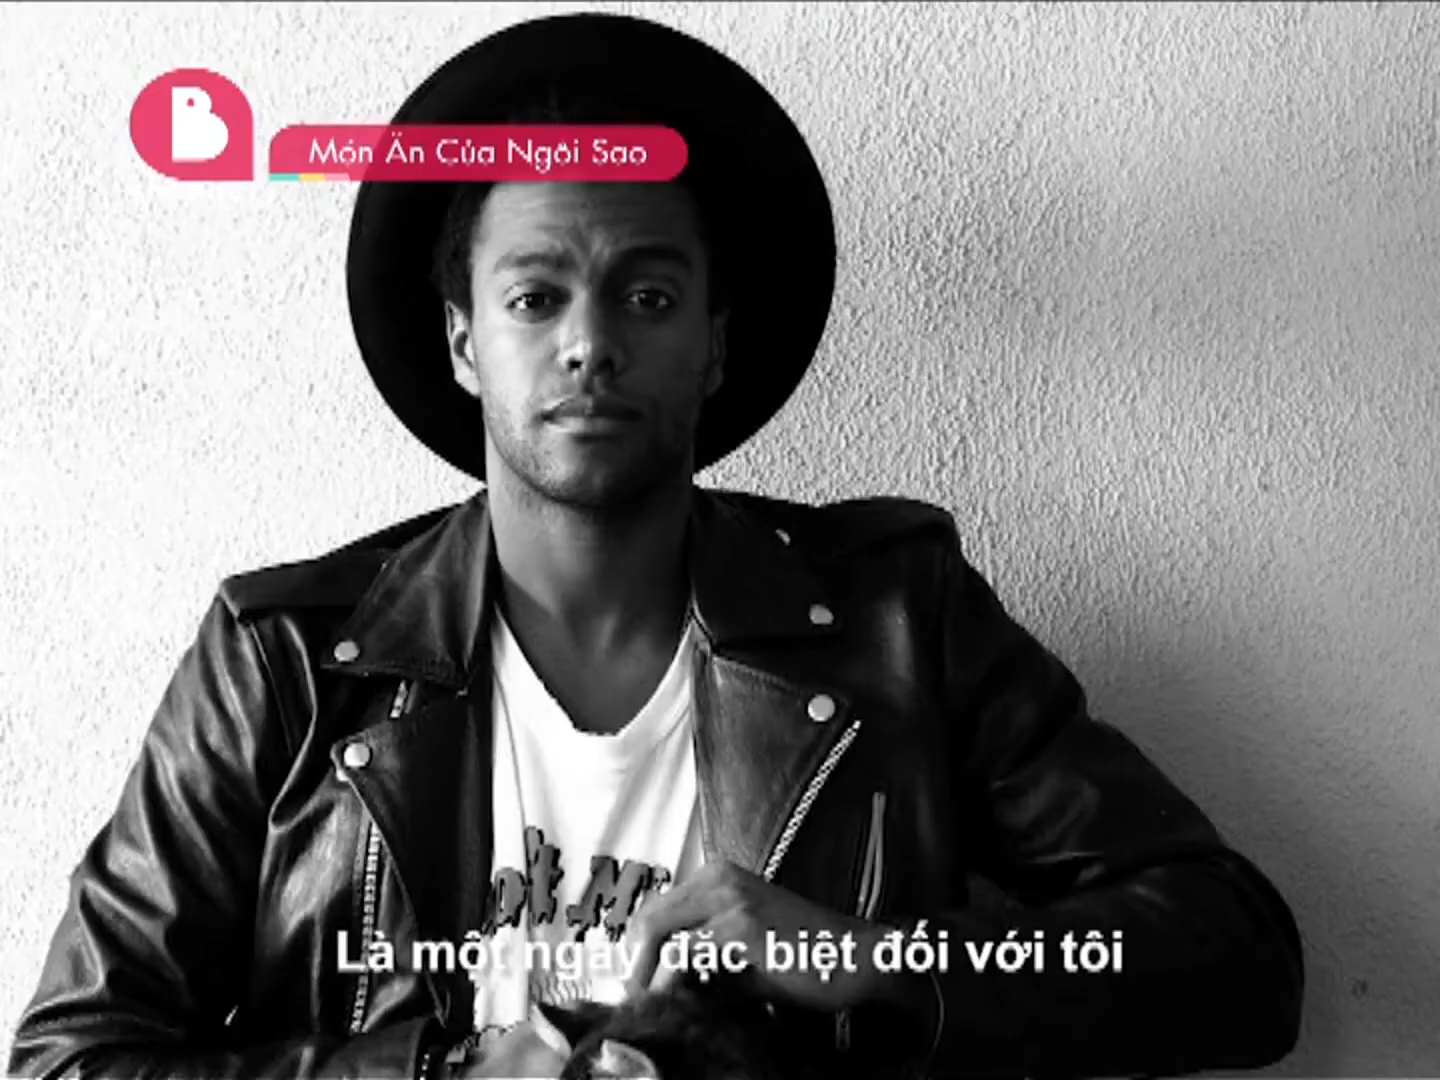 B
Món Ăn Của Ngôi Sao
Là một ngày đặc biệt đối với tôi